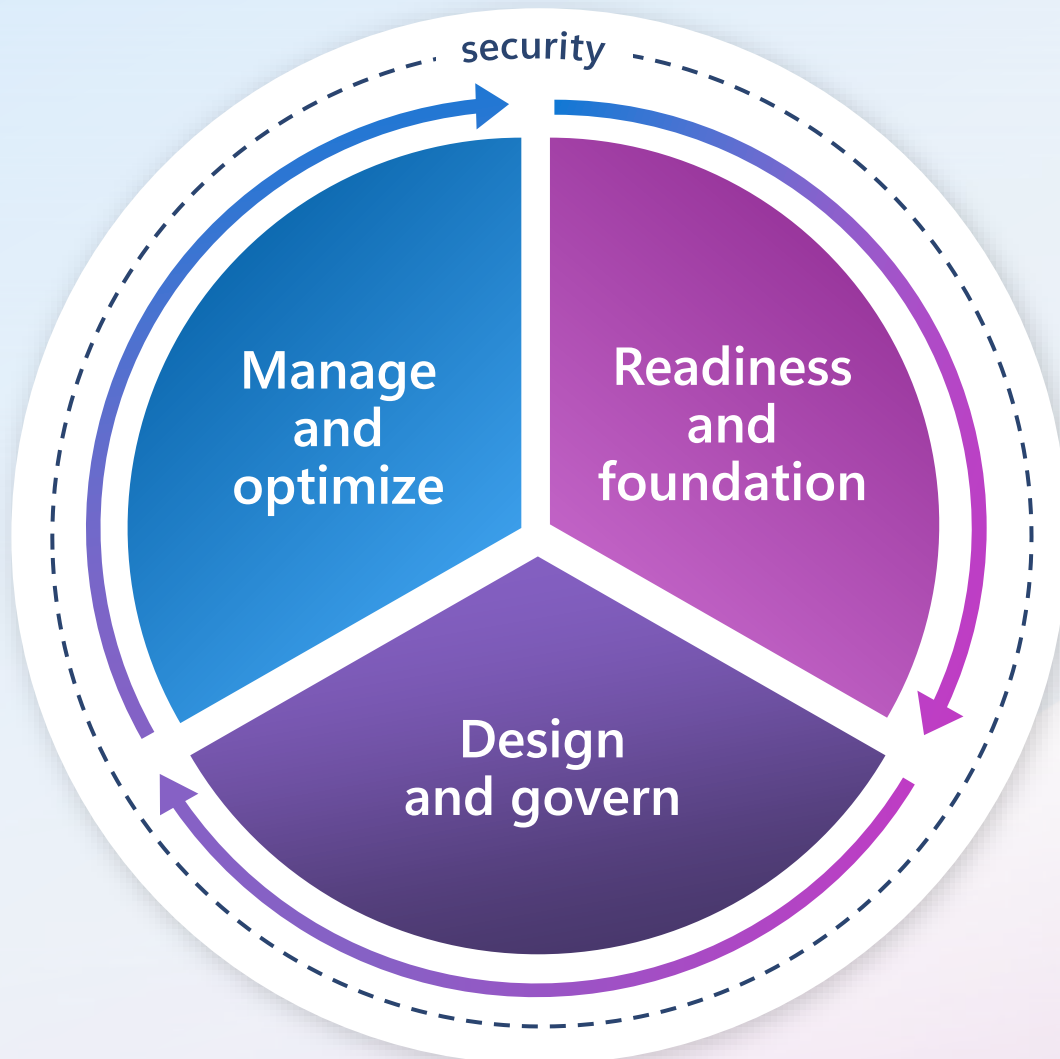 security
Manage
and
optimize
Readiness
and
foundation
Design
and govern